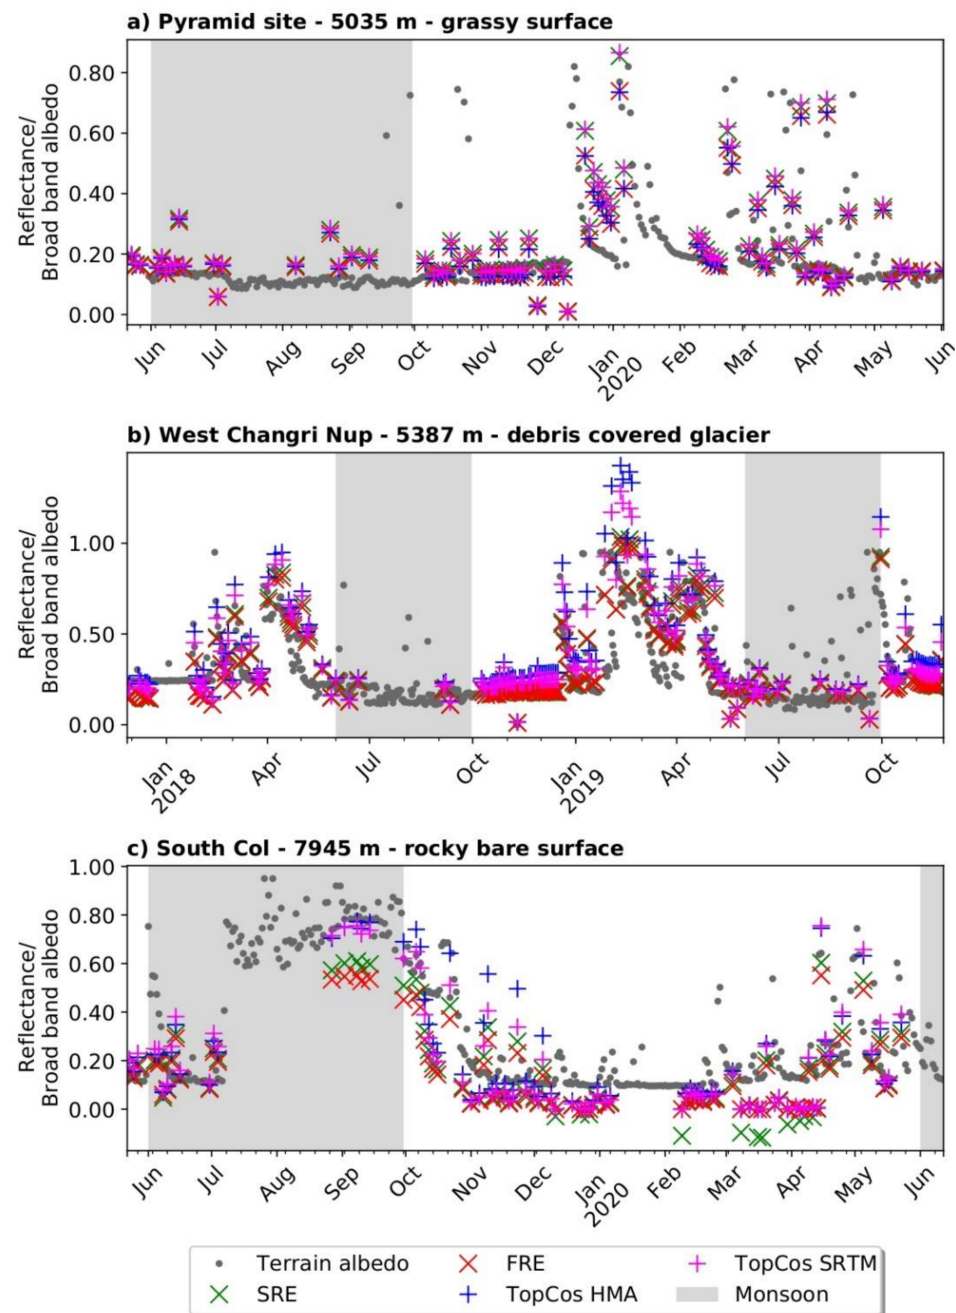 a) Pyramid site - 5035 m - grassy surface
Reflectance/
Broad band albedo
0.80
0.60
0.40
0.20
0.00
Jun
Jul
Aug
Sep
Oct
Nov
Dec
Jan
2020
Feb
Mar
Apr
May
Jun
b) West Changri Nup - 5387 m - debris covered glacier
Reflectance/
Broad band albedo
1.00
0.50
0.00
Jan
2018
Apr
Jul
Oct
Jan
2019
Apr
Jul
Oct
c) South Col - 7945 m - rocky bare surface
Reflectance/
Broad band albedo
1.00
0.80
0.60
0.40
0.20
0.00
Jun
Jul
Aug
Sep
Oct
Nov
Dec
Jan
2020
Feb
Mar
Apr
May
Jun
Terrain albedo
FRE
TopCos SRTM
SRE
TopCos HMA
Monsoon